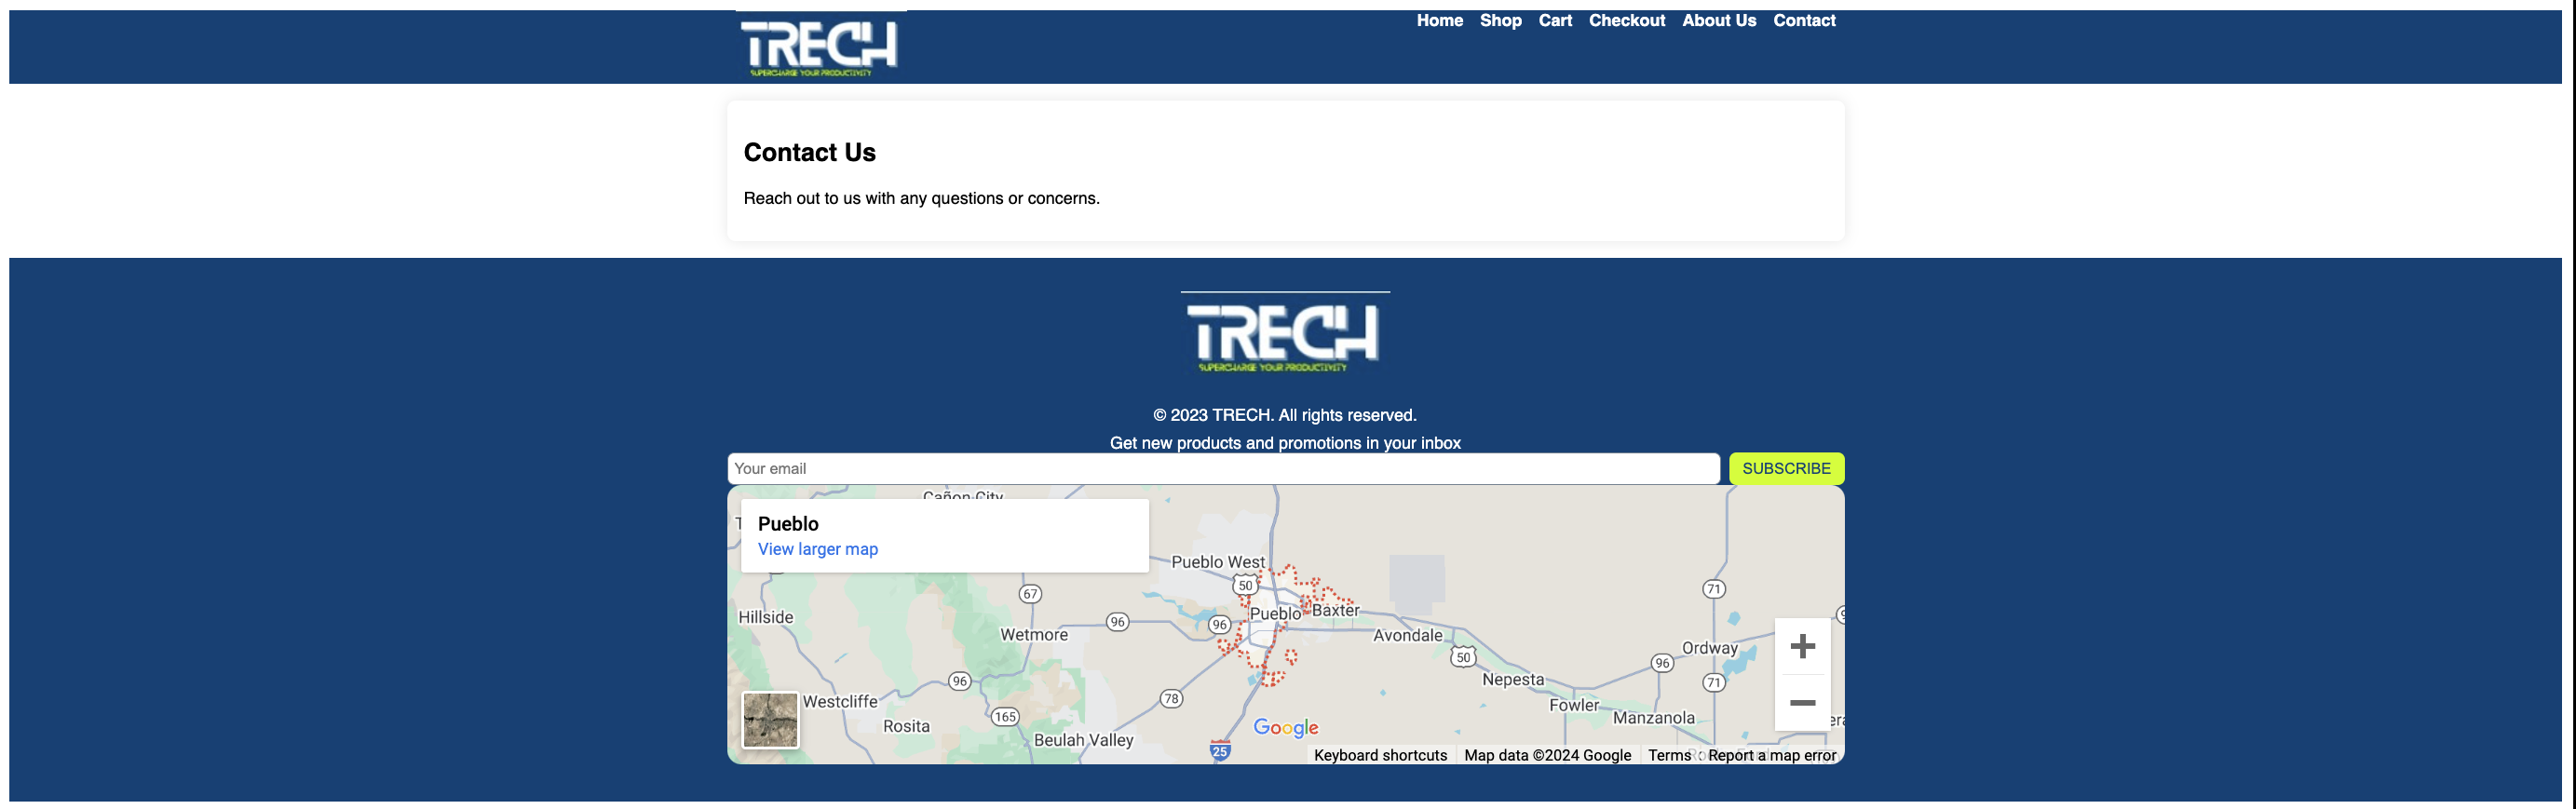 TRECH
SUPERCHARGE YOUR PRODUCTIVITY
Home Shop Cart Checkout About Us Contact
Contact Us
Reach out to us with any questions or concerns.
TRECH
SUPERCHARGE YOUR PRODUCTIVITY
© 2023 TRECH. All rights reserved.
Get new products and promotions in your inbox
Your email
SUBSCRIBE
Cañon City
Pueblo
View larger map
Pueblo West
50
67
71
Hillside
96
96
Pueblo
Baxter
Wetmore
Avondale
50
96
Ordway
96
78
Nepesta
71
Westcliffe
165
Fowler
Rosita
Manzanola
Beulah Valley
25
Google
Keyboard shortcuts
Map data ©2024 Google
Terms
Report a map error